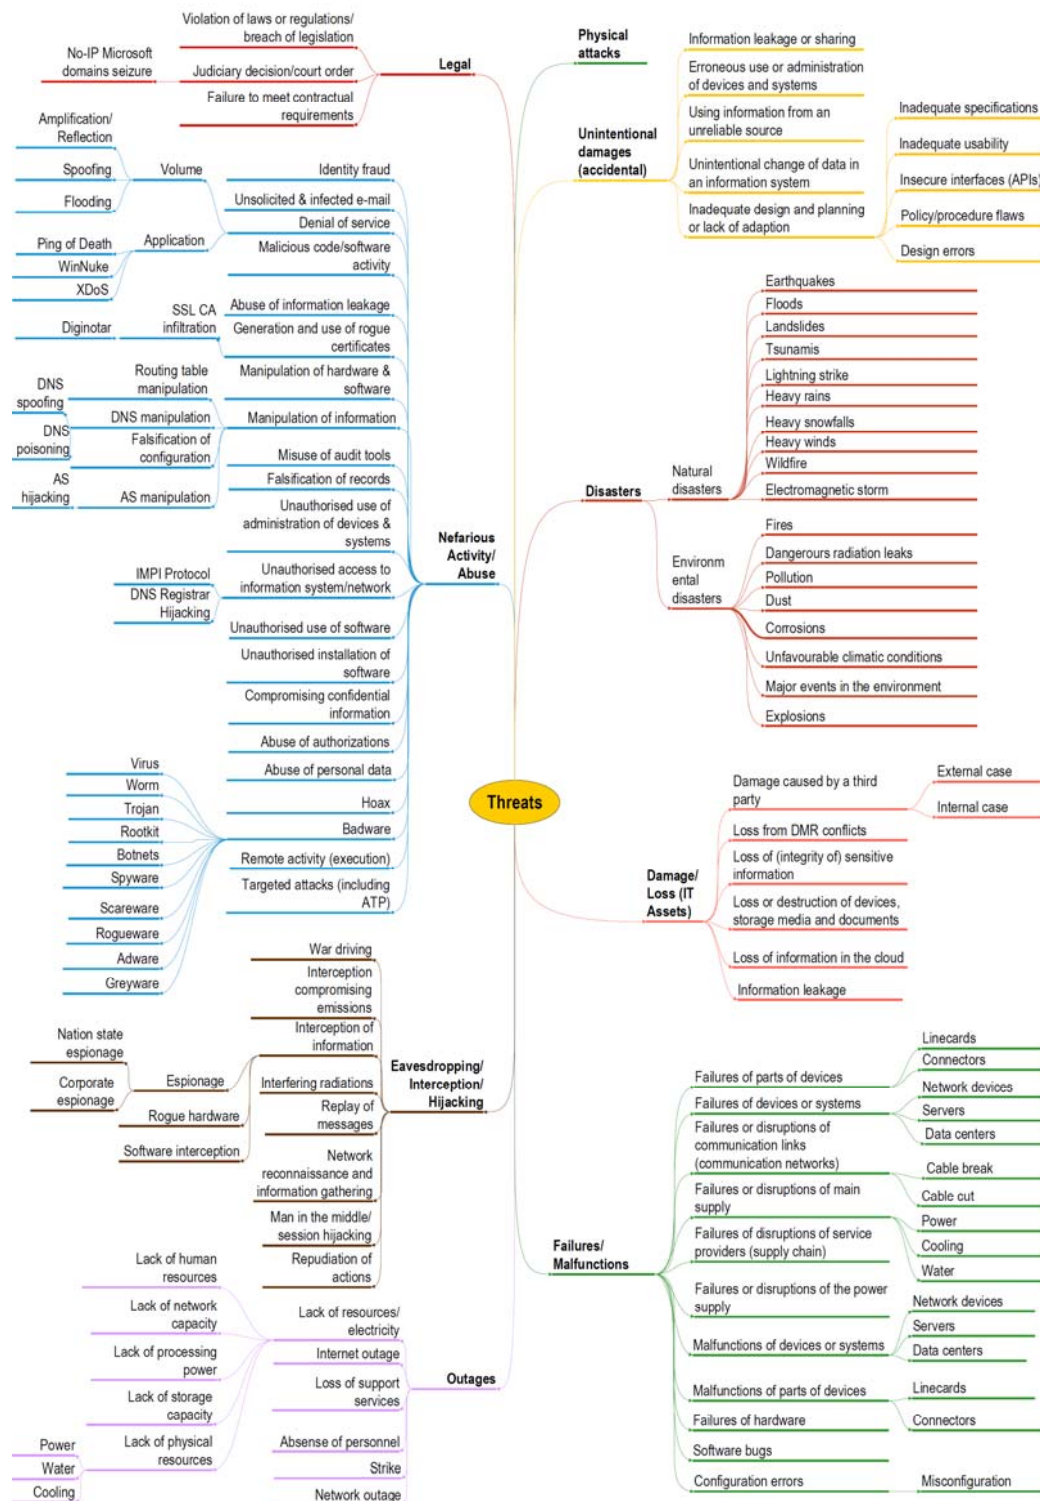 Threats
Legal
Violation of laws or regulations/
breach of legislation
Judiciary decision/court order
No-IP Microsoft
domains seizure
Failure to meet contractual
requirements
Nefarious
Activity/
Abuse
Identity fraud
Unsolicited & infected e-mail
Denial of service
Volume
Amplification/
Reflection
Spoofing
Flooding
Application
Ping of Death
WinNuke
XDoS
Malicious code/software
activity
Abuse of information leakage
Generation and use of rogue
certificates
SSL CA
infiltration
Diginotar
Manipulation of hardware &
software
Manipulation of information
Routing table
manipulation
DNS manipulation
DNS
spoofing
DNS
poisoning
Falsification of
configuration
AS manipulation
AS
hijacking
Misuse of audit tools
Falsification of records
Unauthorised use of
administration of devices &
systems
Unauthorised access to
information system/network
IMPI Protocol
DNS Registrar
Hijacking
Unauthorised use of software
Unauthorised installation of
software
Compromising confidential
information
Abuse of authorizations
Abuse of personal data
Hoax
Badware
Virus
Worm
Trojan
Rootkit
Botnets
Spyware
Scareware
Rogueware
Adware
Greyware
Remote activity (execution)
Targeted attacks (including
ATP)
Eavesdropping/
Interception/
Hijacking
War driving
Interception
compromising
emissions
Interception of
information
Espionage
Nation state
espionage
Corporate
espionage
Rogue hardware
Software interception
Interfering radiations
Replay of
messages
Network
reconnaissance and
information gathering
Man in the middle/
session hijacking
Repudiation of
actions
Outages
Lack of resources/
electricity
Lack of human
resources
Lack of network
capacity
Lack of processing
power
Lack of storage
capacity
Lack of physical
resources
Power
Water
Cooling
Internet outage
Loss of support
services
Absense of personnel
Strike
Network outage
Physical
attacks
Unintentional
damages
(accidental)
Information leakage or sharing
Erroneous use or administration
of devices and systems
Using information from an
unreliable source
Unintentional change of data in
an information system
Inadequate design and planning
or lack of adaption
Inadequate specifications
Inadequate usability
Insecure interfaces (APIs)
Policy/procedure flaws
Design errors
Disasters
Natural
disasters
Earthquakes
Floods
Landslides
Tsunamis
Lightning strike
Heavy rains
Heavy snowfalls
Heavy winds
Wildfire
Electromagnetic storm
Environm
ental
disasters
Fires
Dangerours radiation leaks
Pollution
Dust
Corrosions
Unfavourable climatic conditions
Major events in the environment
Explosions
Damage/
Loss (IT
Assets)
Damage caused by a third
party
External case
Internal case
Loss from DMR conflicts
Loss of (integrity of) sensitive
information
Loss or destruction of devices,
storage media and documents
Loss of information in the cloud
Information leakage
Failures/
Malfunctions
Failures of parts of devices
Linecards
Connectors
Failures of devices or systems
Network devices
Servers
Data centers
Failures or disruptions of
communication links
(communication networks)
Cable break
Cable cut
Failures or disruptions of main
supply
Power
Cooling
Water
Failures of disruptions of service
providers (supply chain)
Failures or disruptions of the power
supply
Malfunctions of devices or systems
Network devices
Servers
Data centers
Malfunctions of parts of devices
Linecards
Connectors
Failures of hardware
Software bugs
Configuration errors
Misconfiguration